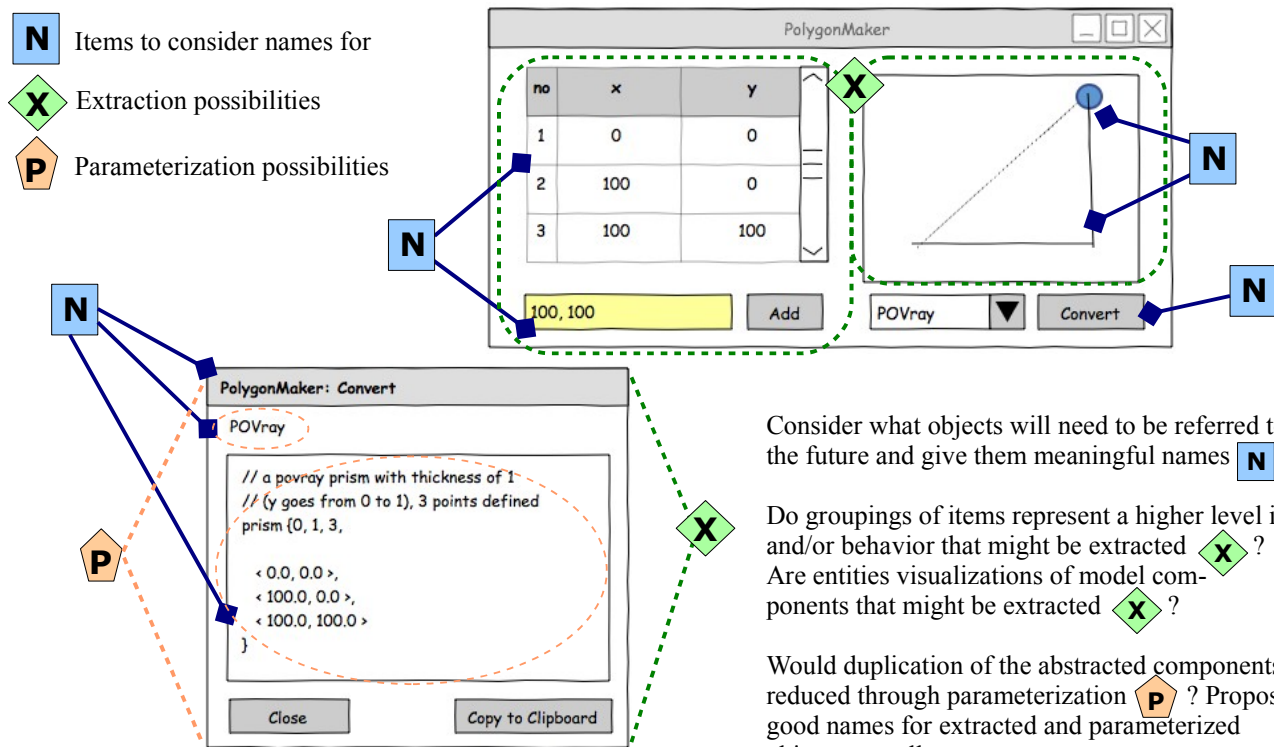 N Items to consider names for
X Extraction possibilities
P Parameterization possibilities
PolygonMaker
no x y
1 0 0
2 100 0
3 100 100
100, 100 Add
POVray Convert
X
N
N
N
N
PolygonMaker: Convert
POVray
// a povray prism with thickness of 1
// (y goes from 0 to 1), 3 points defined
prism {0, 1, 3,
< 0.0, 0.0 >,
< 100.0, 0.0 >,
< 100.0, 100.0 >
}
Close Copy to Clipboard
P
X
Consider what objects will need to be referred
the future and give them meaningful names N
Do groupings of items represent a higher level
and/or behavior that might be extracted X ?
Are entities visualizations of model com-
ponents that might be extracted X ?
Would duplication of the abstracted components
reduced through parameterization P ?
good names for extracted and parameterized